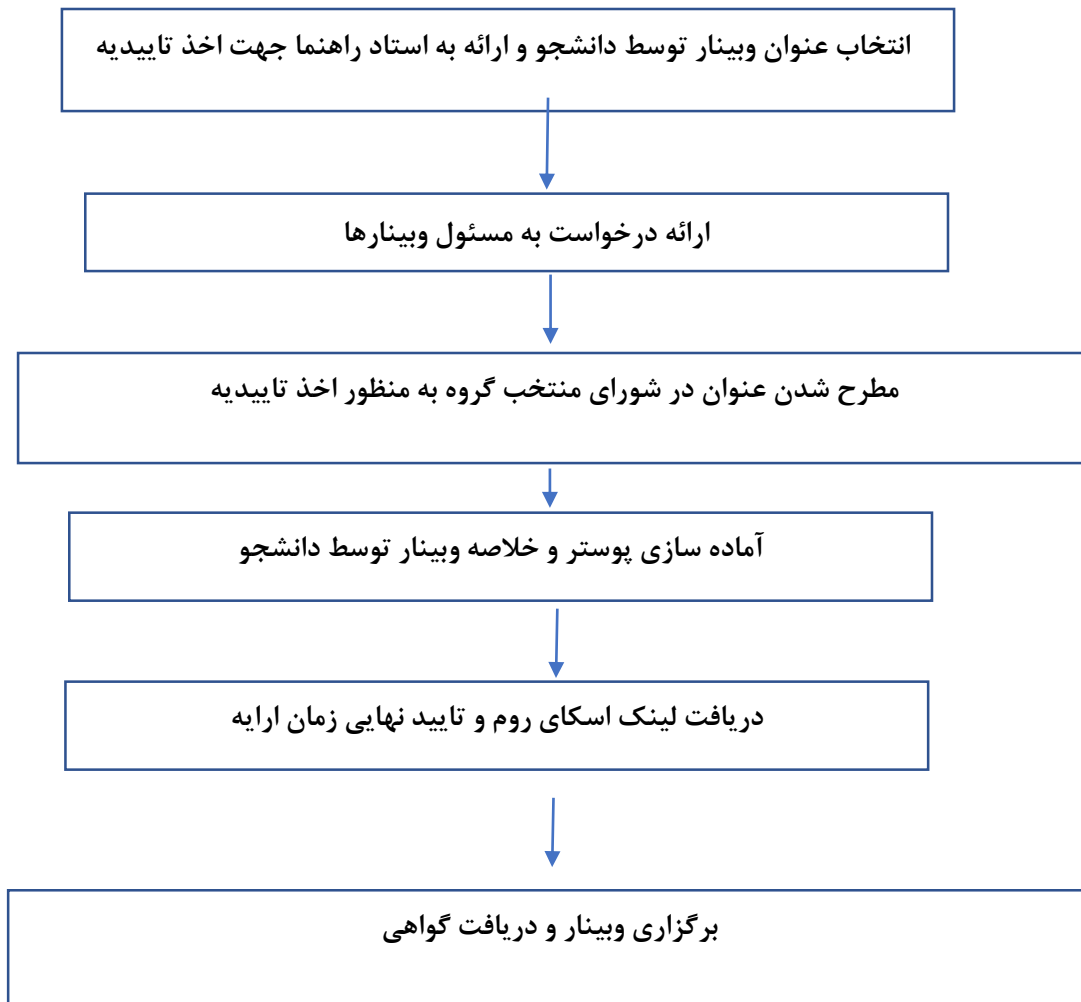 انتخاب عنوان وبینار توسط دانشجو و ارائه به استاد راهنما جهت اخذ تاییدیه
ارائه درخواست به مسئول وبینارها
مطرح شدن عنوان در شورای منتخب گروه به منظور اخذ تاییدیه
آماده سازی پوستر و خلاصه وبینار توسط دانشجو
دریافت لینک اسکای روم و تایید نهایی زمان ارایه
برگزاری وبینار و دریافت گواهی